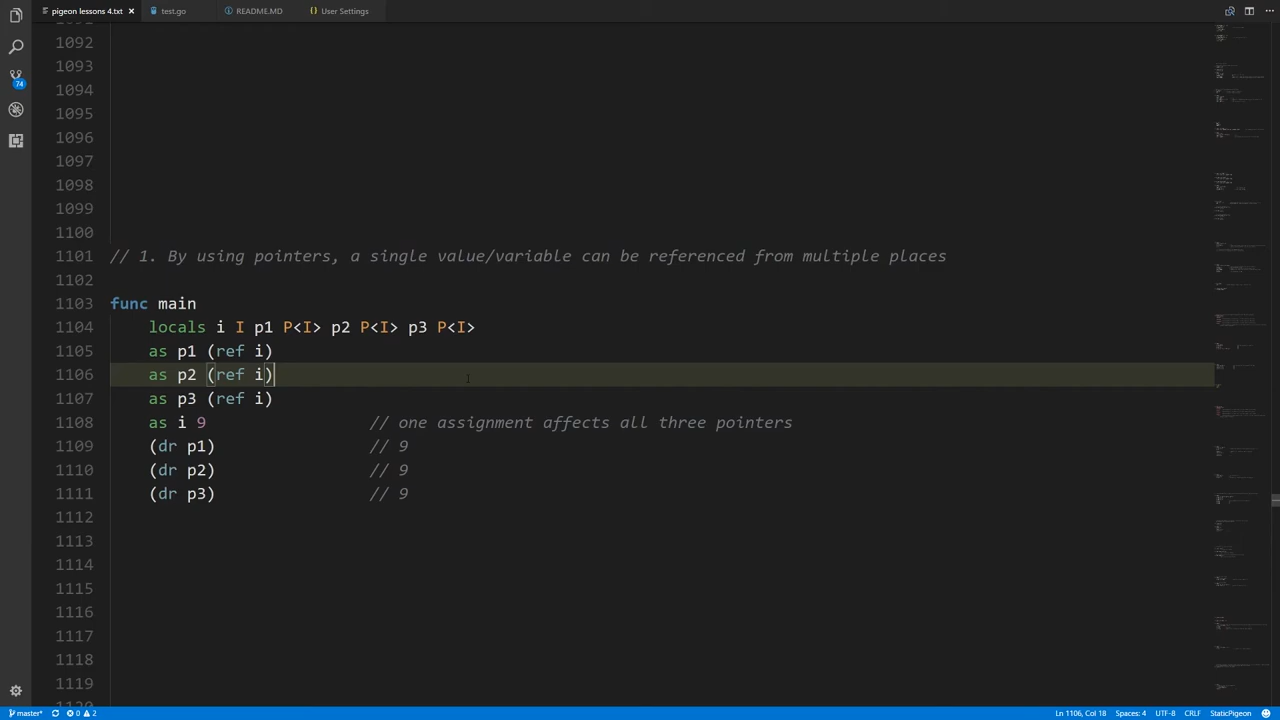 pigeon lessons 4.txt × test.go README.MD {} User Settings
1092
1093
1094
1095
1096
1097
1098
1099
1100
1101 // 1. By using pointers, a single value/variable can be referenced from multiple places
1102
1103 func main
1104 locals i I p1 P<I> p2 P<I> p3 P<I>
1105 as p1 (ref i)
1106 as p2 (ref i)
1107 as p3 (ref i)
1108 as i 9 // one assignment affects all three pointers
1109 (dr p1) // 9
1110 (dr p2) // 9
1111 (dr p3) // 9
1112
1113
1114
1115
1116
1117
1118
1119
74
master* 0 2 Ln 1106, Col 18 Spaces: 4 UTF-8 CRLF StaticPigeon